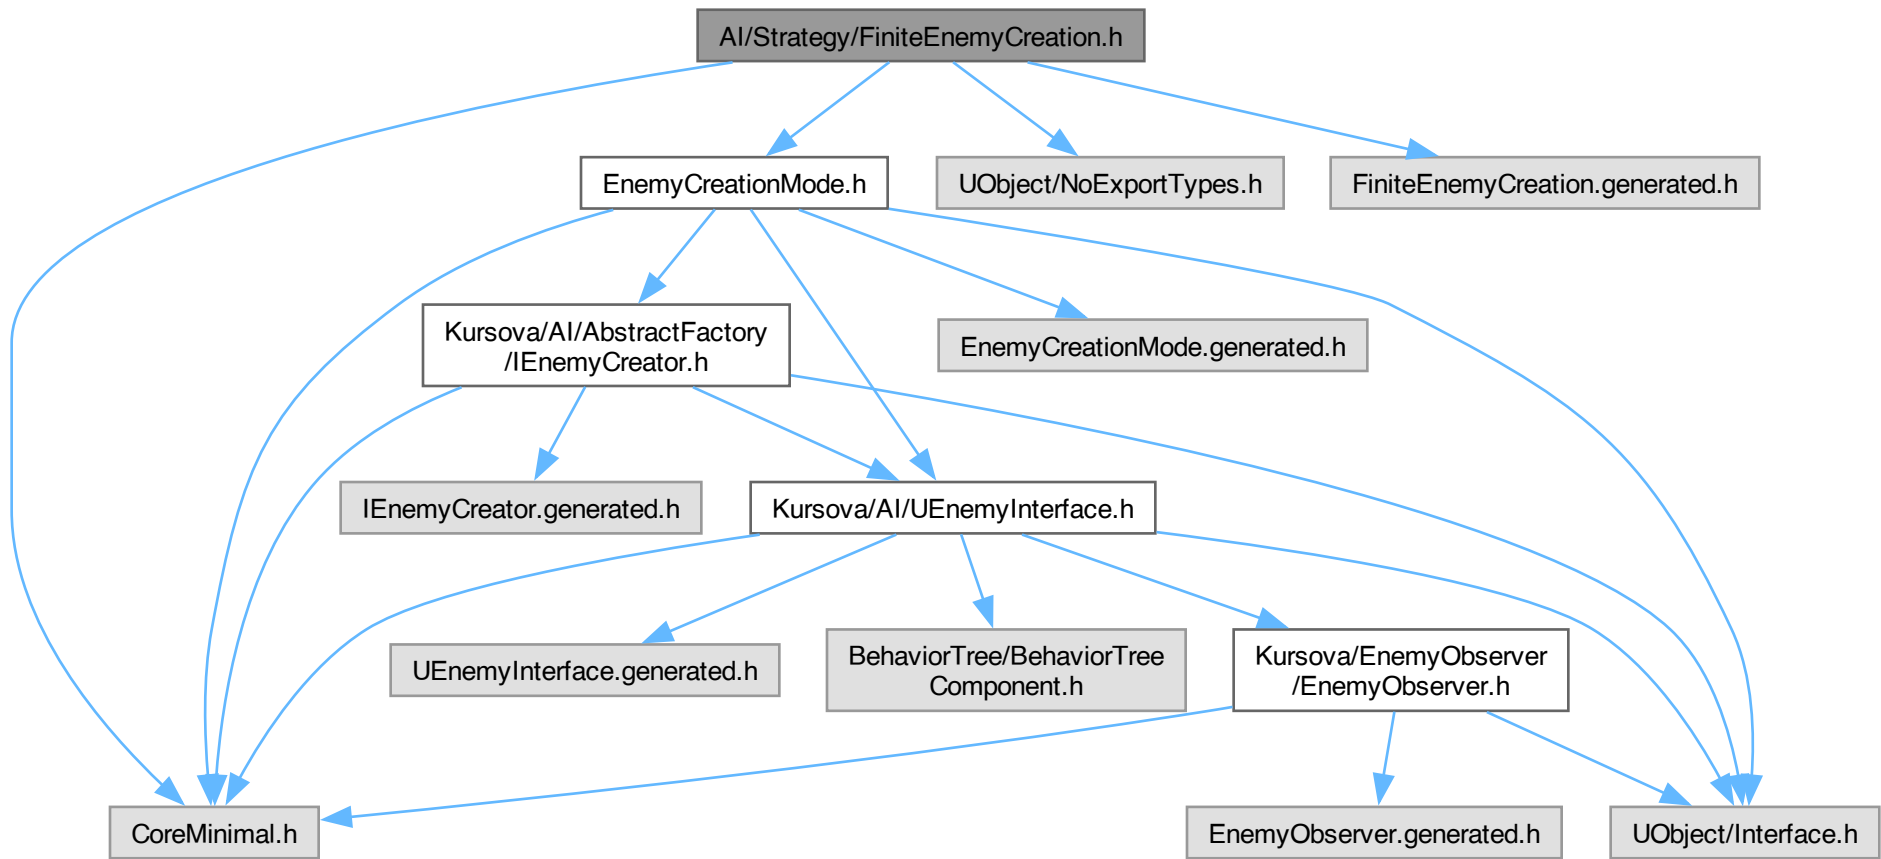 AI/Strategy/FiniteEnemyCreation.h
EnemyCreationMode.h
UObject/NoExportTypes.h
FiniteEnemyCreation.generated.h
Kursova/AI/AbstractFactory
/IEnemyCreator.h
EnemyCreationMode.generated.h
IEnemyCreator.generated.h
Kursova/AI/UEnemyInterface.h
UEnemyInterface.generated.h
BehaviorTree/BehaviorTree
Component.h
Kursova/EnemyObserver
/EnemyObserver.h
CoreMinimal.h
EnemyObserver.generated.h
UObject/Interface.h